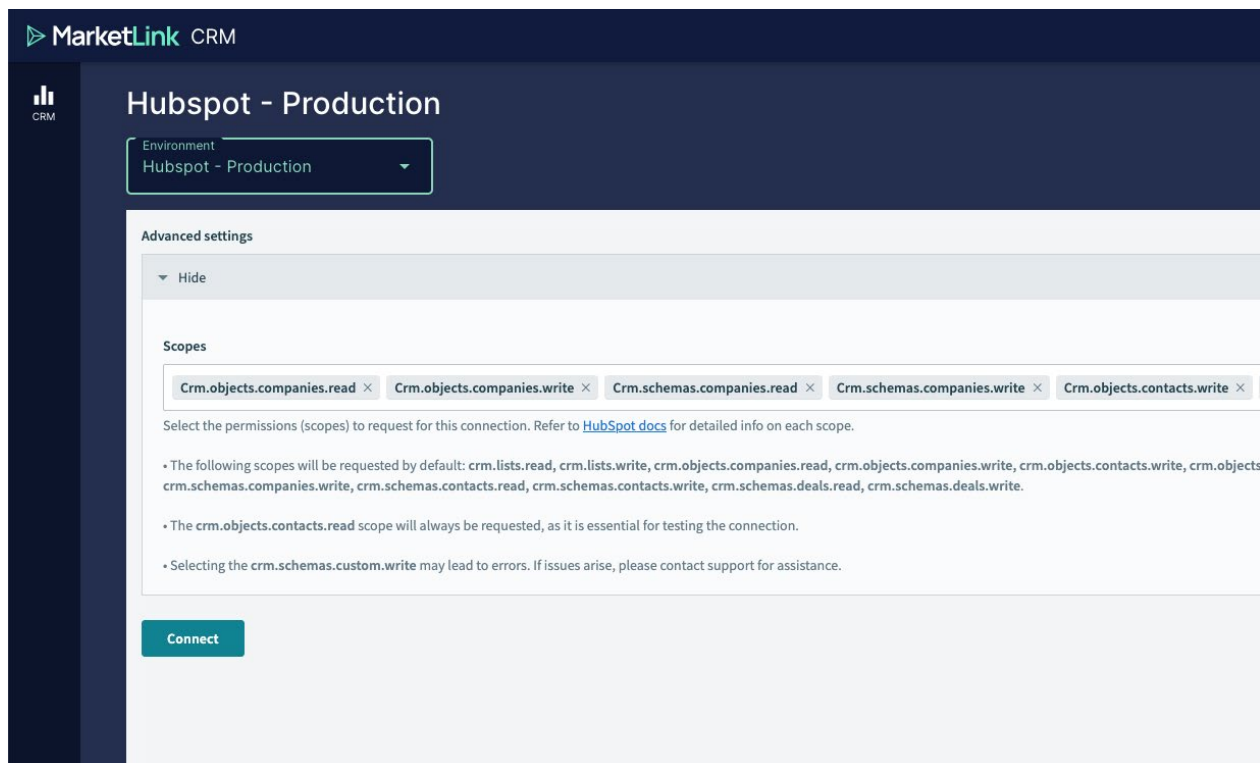 MarketLink CRM
CRM
Hubspot - Production
Environment
Hubspot - Production
Advanced settings
Hide
Scopes
Crm.objects.companies.read × Crm.objects.companies.write × Crm.schemas.companies.read × Crm.schemas.companies.write × Crm.objects.contacts.write ×
Select the permissions (scopes) to request for this connection. Refer to HubSpot docs for detailed info on each scope.
• The following scopes will be requested by default: crm.lists.read, crm.lists.write, crm.objects.companies.read, crm.objects.companies.write, crm.objects.contacts.write, crm.objects
crm.schemas.companies.write, crm.schemas.contacts.read, crm.schemas.contacts.write, crm.schemas.deals.read, crm.schemas.deals.write.
• The crm.objects.contacts.read scope will always be requested, as it is essential for testing the connection.
• Selecting the crm.schemas.custom.write may lead to errors. If issues arise, please contact support for assistance.
Connect